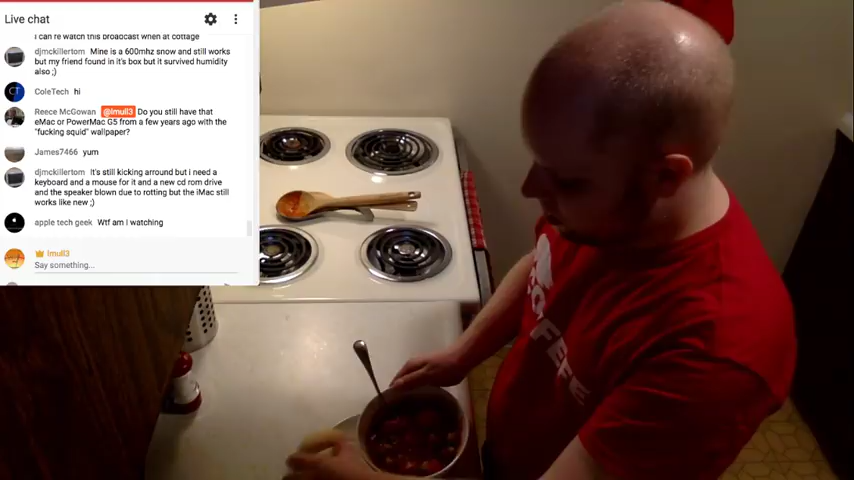 Live chat
i can re watch this broadcast when at cottage
djmckillertom Mine is a 600mhz snow and still works
but my friend found in it's box but it survived humidity
also ;)
CT ColeTech hi
Reece McGowan @lmull3 Do you still have that
eMac or PowerMac G5 from a few years ago with the
"fucking squid" wallpaper?
James7466 yum
djmckillertom It's still kicking arround but i need a
keyboard and a mouse for it and a new cd rom drive
and the speaker blown due to rotting but the iMac still
works like new ;)
apple tech geek Wtf am i watching
lmull3
Say something...